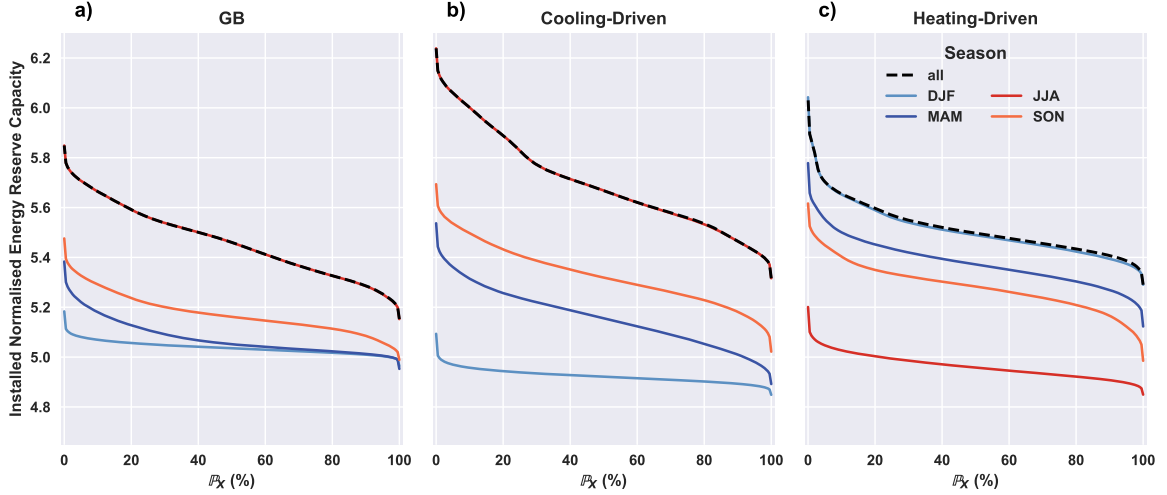 a) GB
b) Cooling-Driven
c) Heating-Driven
Installed Normalised Energy Reserve Capacity
6.2
6.0
5.8
5.6
5.4
5.2
5.0
4.8
Season
all
DJF JJA
MAM SON
0 20 40 60 80 100
0 20 40 60 80 100
0 20 40 60 80 100
ℙx (%)
ℙx (%)
ℙx (%)